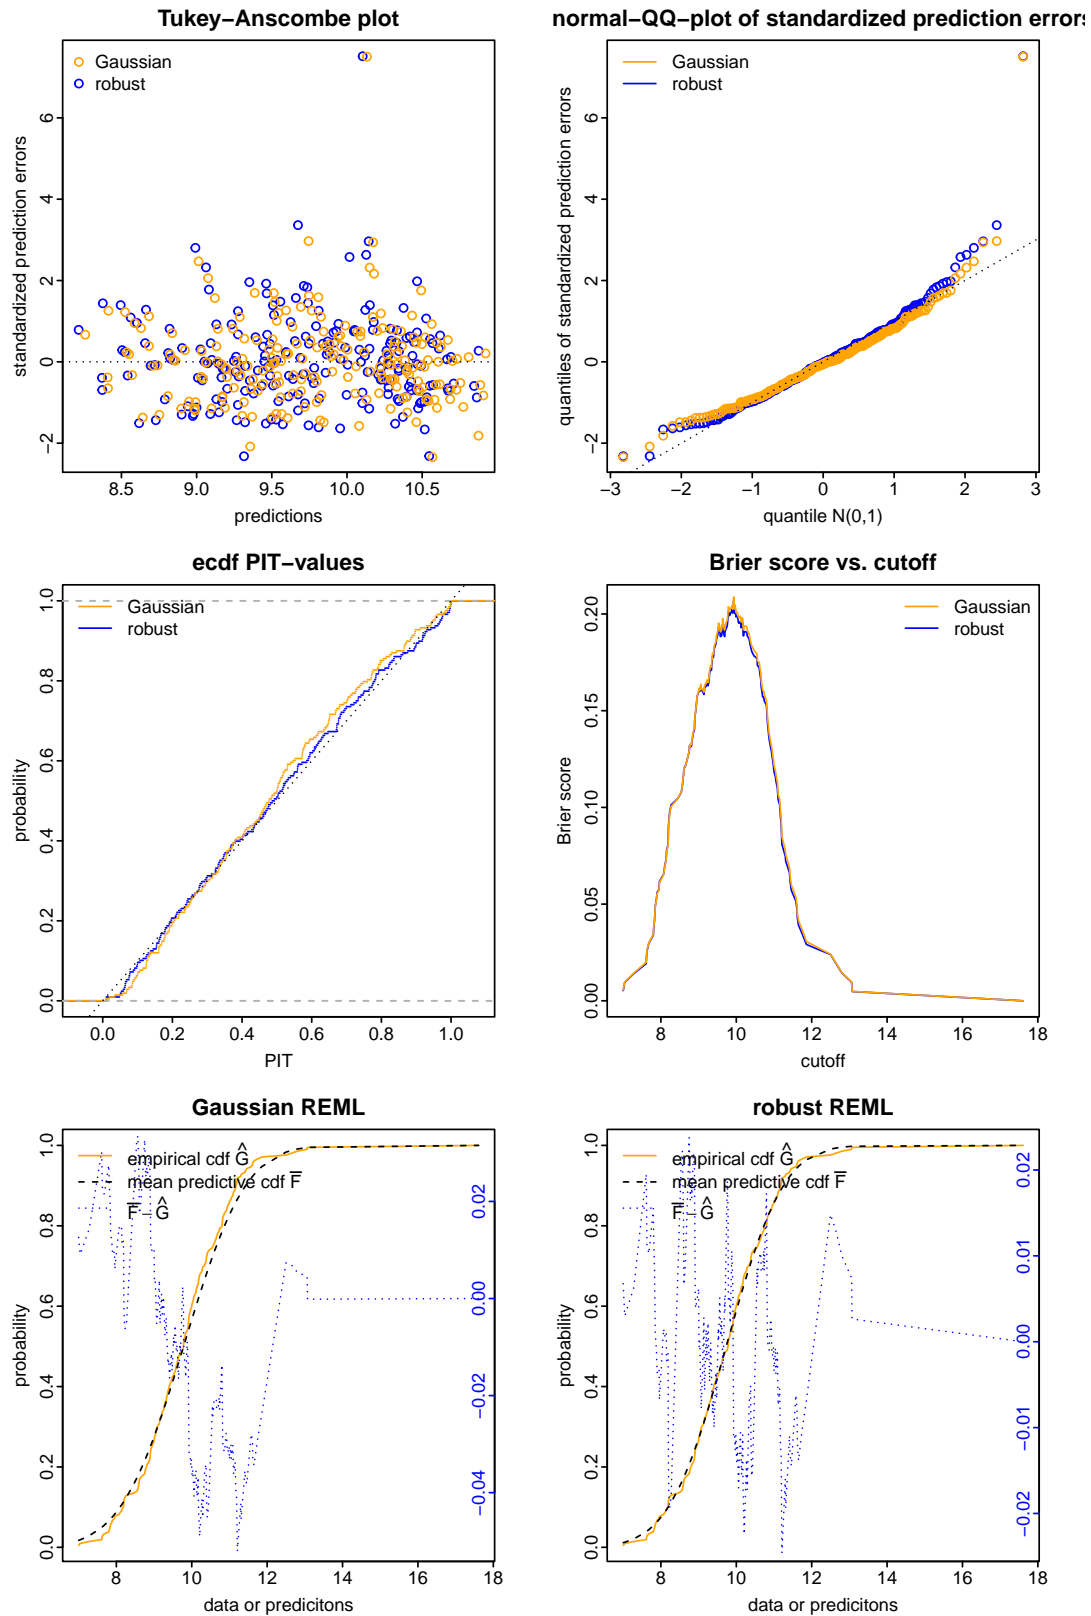 Tukey−Anscombe plot
Gaussian
robust
standardized prediction errors
−2 0 2 4 6
8.5 9.0 9.5 10.0 10.5
predictions
normal−QQ−plot of standardized prediction errors
Gaussian
robust
quantiles of standardized prediction errors
−2 0 2 4 6
−3 −2 −1 0 1 2 3
quantile N(0,1)
ecdf PIT−values
Gaussian
robust
probability
0.0 0.2 0.4 0.6 0.8 1.0
0.0 0.2 0.4 0.6 0.8 1.0
PIT
Brier score vs. cutoff
Gaussian
robust
Brier score
0.00 0.05 0.10 0.15 0.20
8 10 12 14 16 18
cutoff
Gaussian REML
empirical cdf Ĝ
mean predictive cdf F̅
F̅−Ĝ
probability
0.0 0.2 0.4 0.6 0.8 1.0
−0.04 −0.02 0.00 0.02
8 10 12 14 16 18
data or predicitons
robust REML
empirical cdf Ĝ
mean predictive cdf F̅
F̅−Ĝ
probability
0.0 0.2 0.4 0.6 0.8 1.0
−0.02 −0.01 0.00 0.01 0.02
8 10 12 14 16 18
data or predicitons